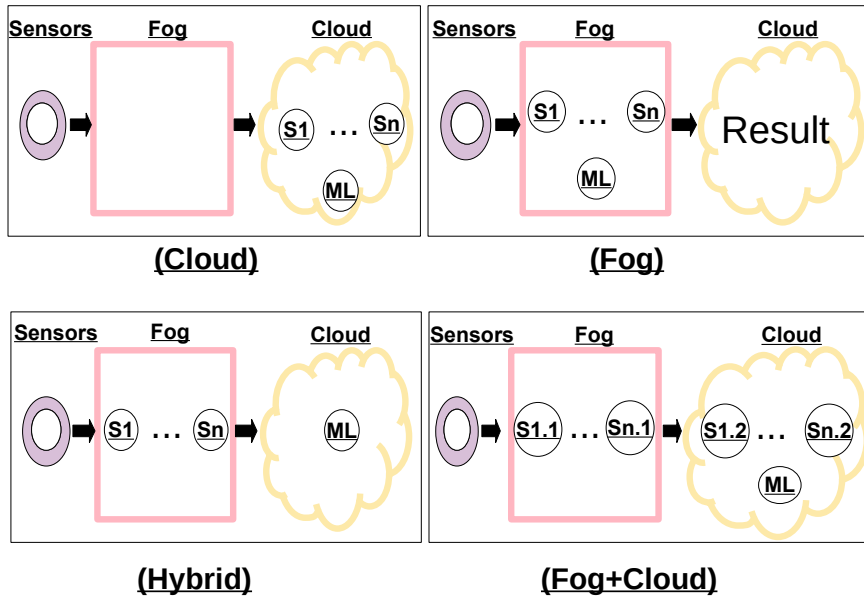 Sensors Fog Cloud
S1 ... Sn
ML
(Cloud)
Sensors Fog Cloud
S1 ... Sn Result
ML
(Fog)
Sensors Fog Cloud
S1 ... Sn ML
(Hybrid)
Sensors Fog Cloud
S1.1 ... Sn.1 S1.2 ... Sn.2
ML
(Fog+Cloud)